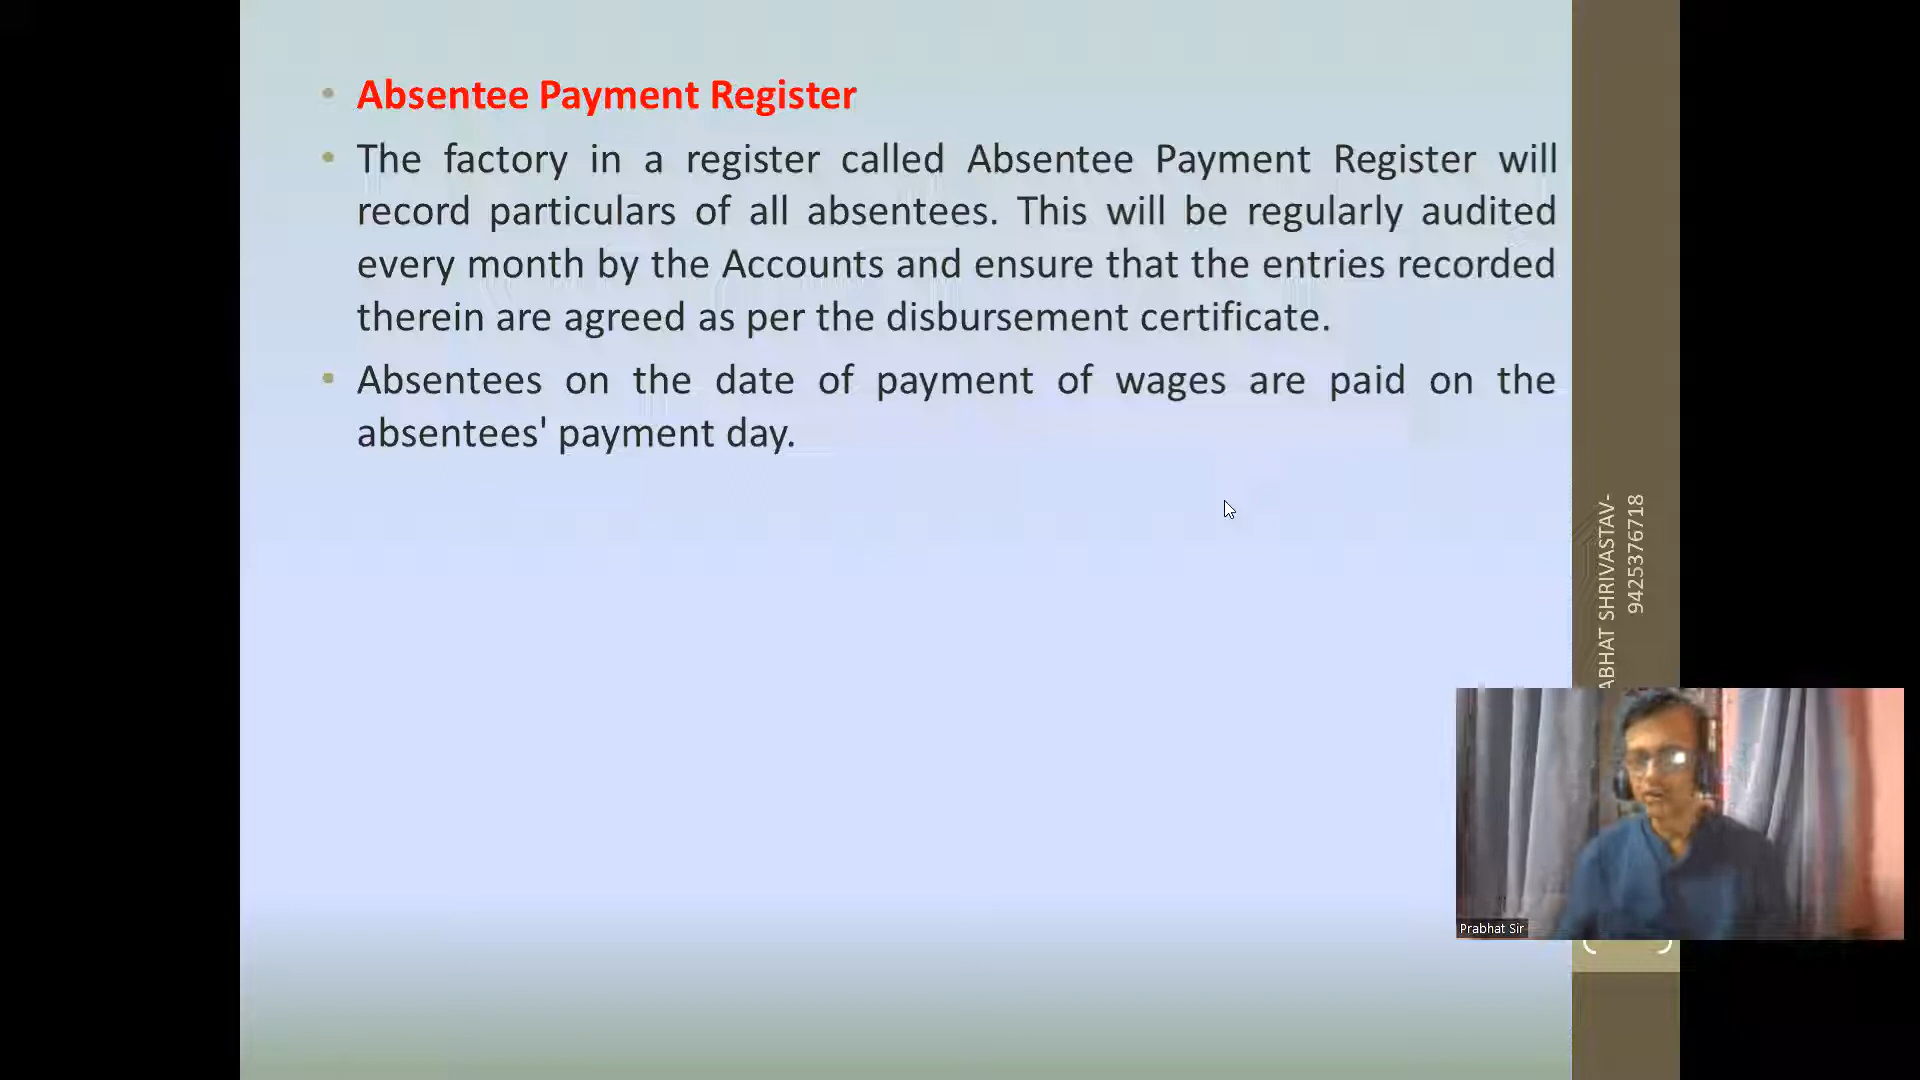 Absentee Payment Register
The factory in a register called Absentee Payment Register will
record particulars of all absentees. This will be regularly audited
every month by the Accounts and ensure that the entries recorded
therein are agreed as per the disbursement certificate.
Absentees on the date of payment of wages are paid on the
absentees' payment day.
ABHAT SHRIVASTAV-
9425376718
Prabhat Sir